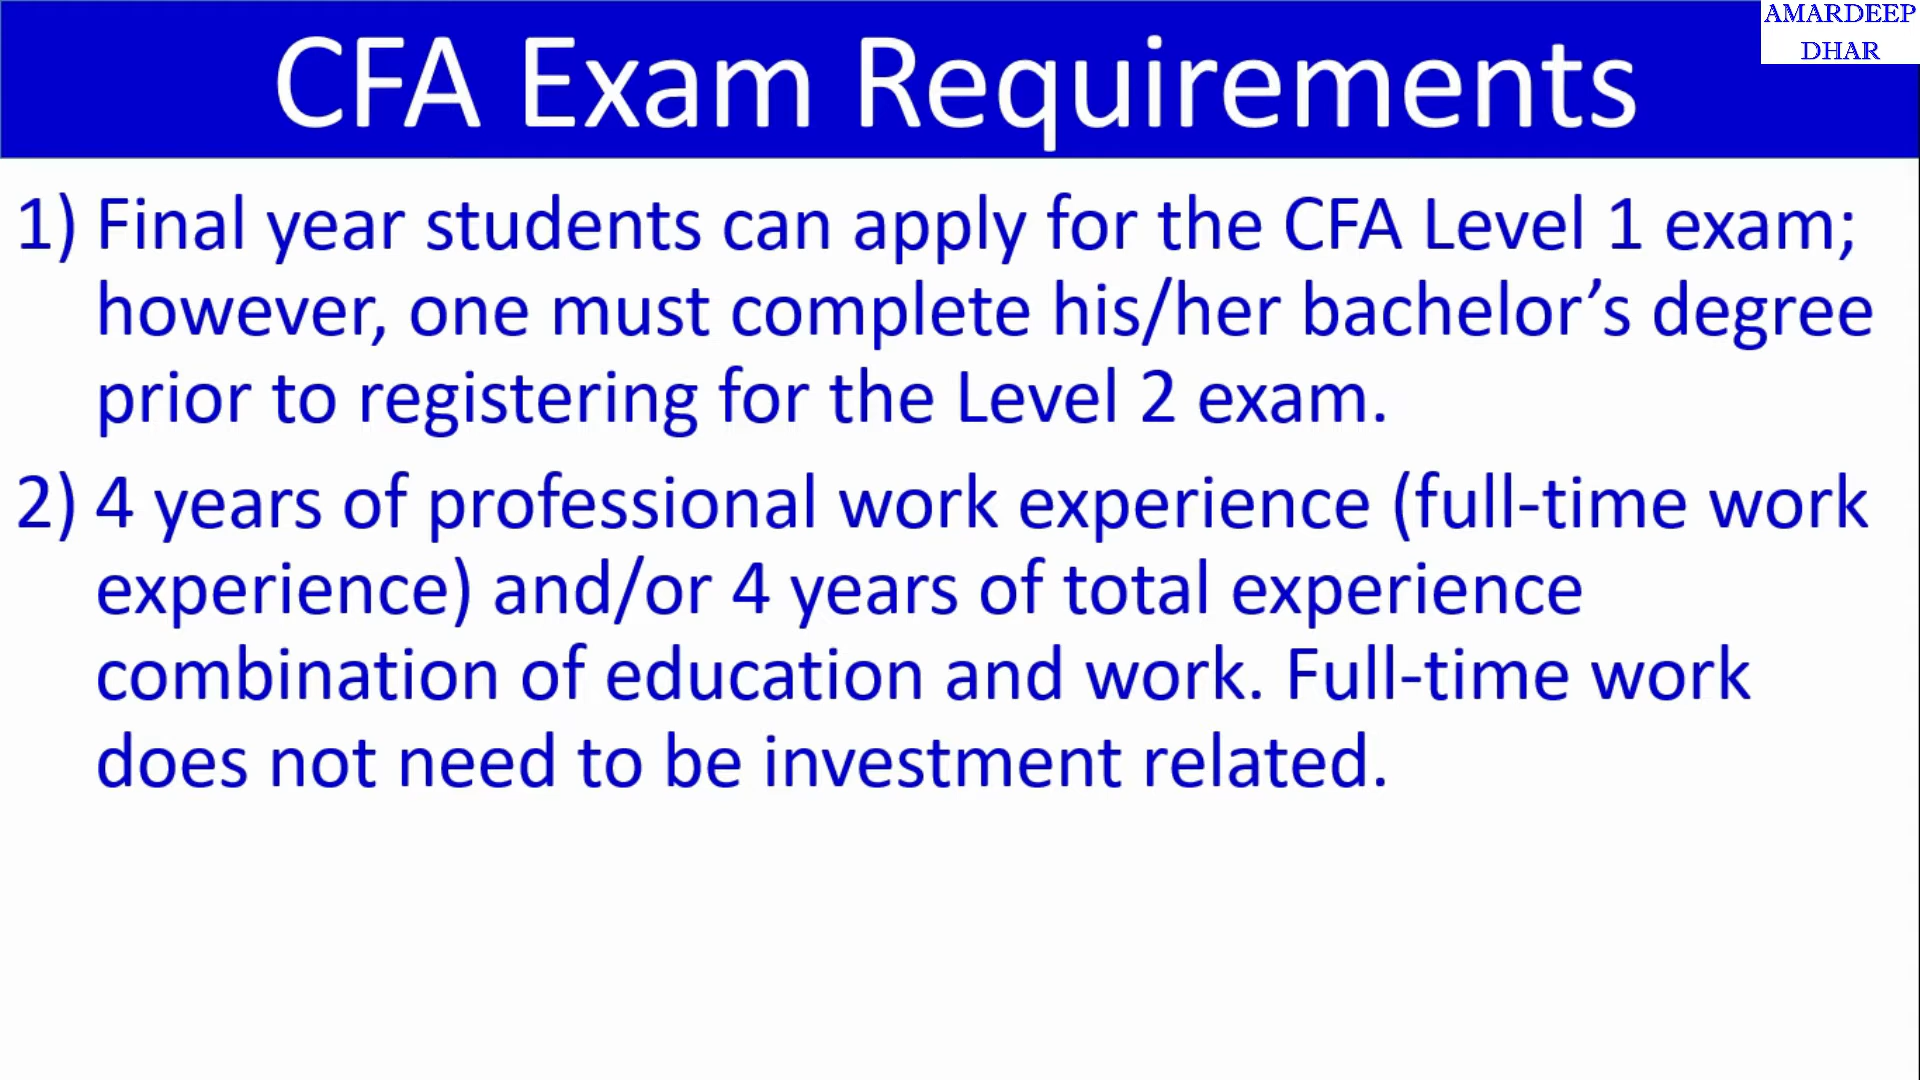 AMARDEEP
DHAR
CFA Exam Requirements
1) Final year students can apply for the CFA Level 1 exam;
however, one must complete his/her bachelor’s degree
prior to registering for the Level 2 exam.
2) 4 years of professional work experience (full-time work
experience) and/or 4 years of total experience
combination of education and work. Full-time work
does not need to be investment related.